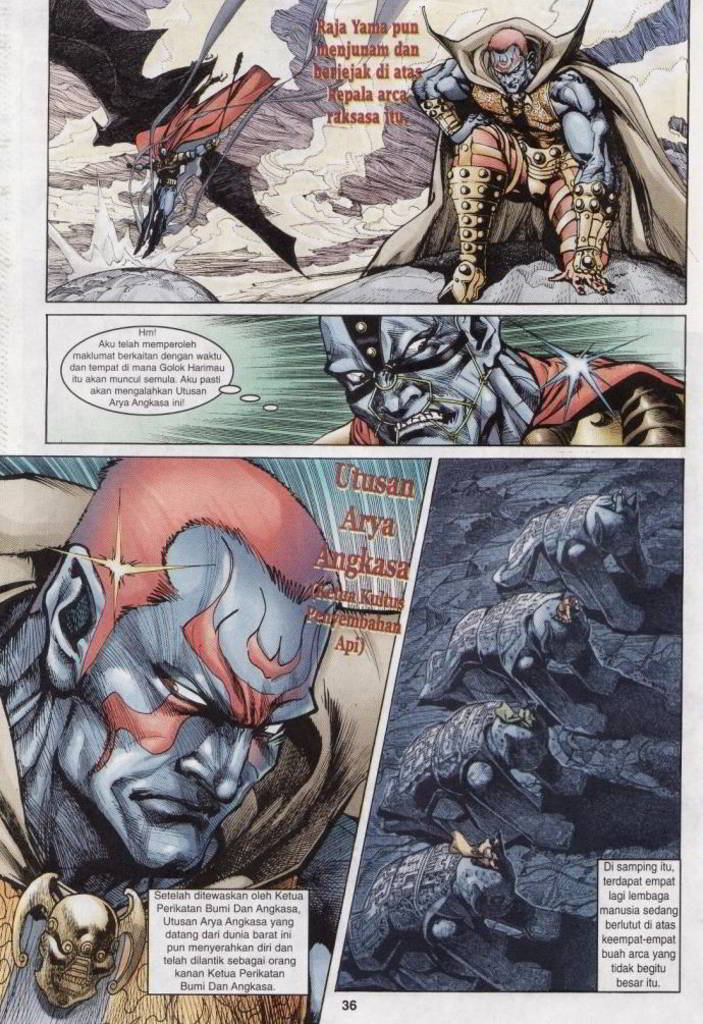 Raja Yama pun
menjunam dan
berjejak di atas
kepala arca
raksasa itu.
Hm!
Aku telah memperoleh
maklumat berkaitan dengan waktu
dan tempat di mana Golok Harimau
itu akan muncul semula. Aku pasti
akan mengalahkan Utusan
Arya Angkasa ini!
Utusan
Arya
Angkasa
(Ketua Kultus
Penyembahan
Api)
Setelah ditewaskan oleh Ketua
Perikatan Bumi Dan Angkasa,
Utusan Arya Angkasa yang
datang dari dunia barat ini
pun menyerahkan diri dan
telah dilantik sebagai orang
kanan Ketua Perikatan
Bumi Dan Angkasa.
Di samping itu,
terdapat empat
lagi lembaga
manusia sedang
berlutut di atas
keempat-empat
buah arca yang
tidak begitu
besar itu.
36